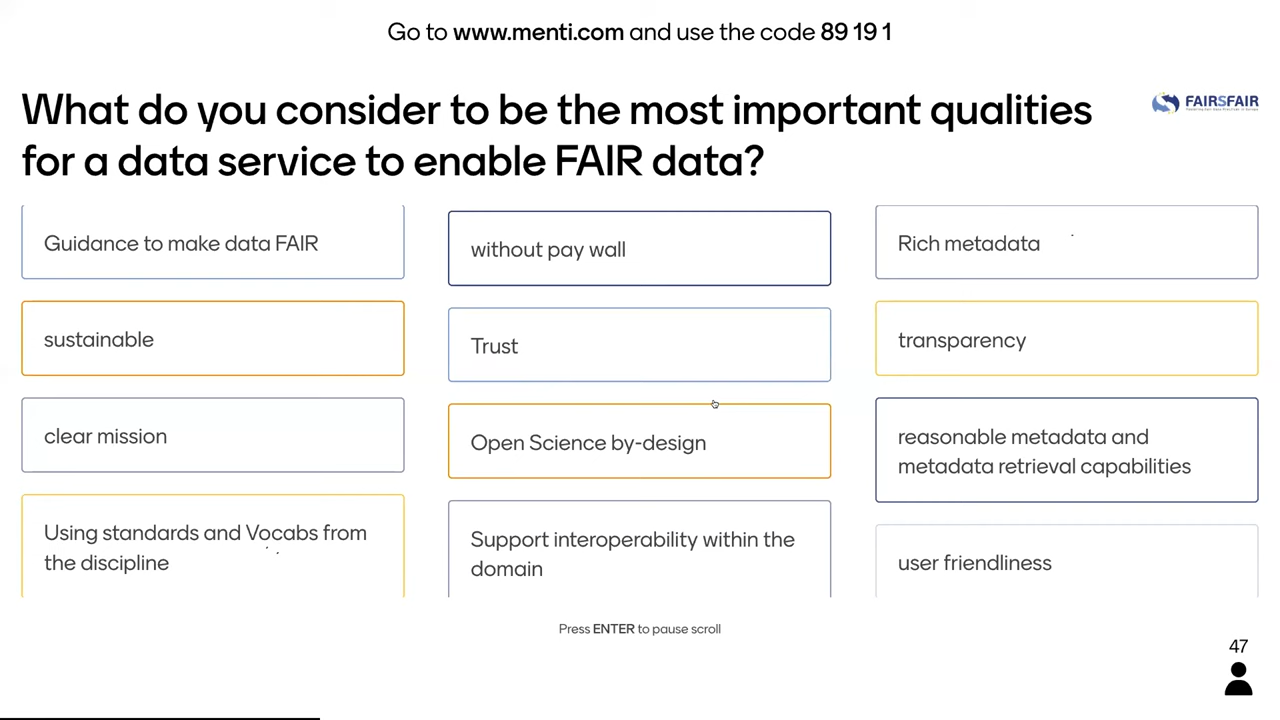 Go to www.menti.com and use the code 89 19 1
What do you consider to be the most important qualities
for a data service to enable FAIR data?
FAIRSFAIR
Guidance to make data FAIR
without pay wall
Rich metadata
sustainable
Trust
transparency
clear mission
Open Science by-design
reasonable metadata and
metadata retrieval capabilities
Using standards and Vocabs from
the discipline
Support interoperability within the
domain
user friendliness
Press ENTER to pause scroll
47